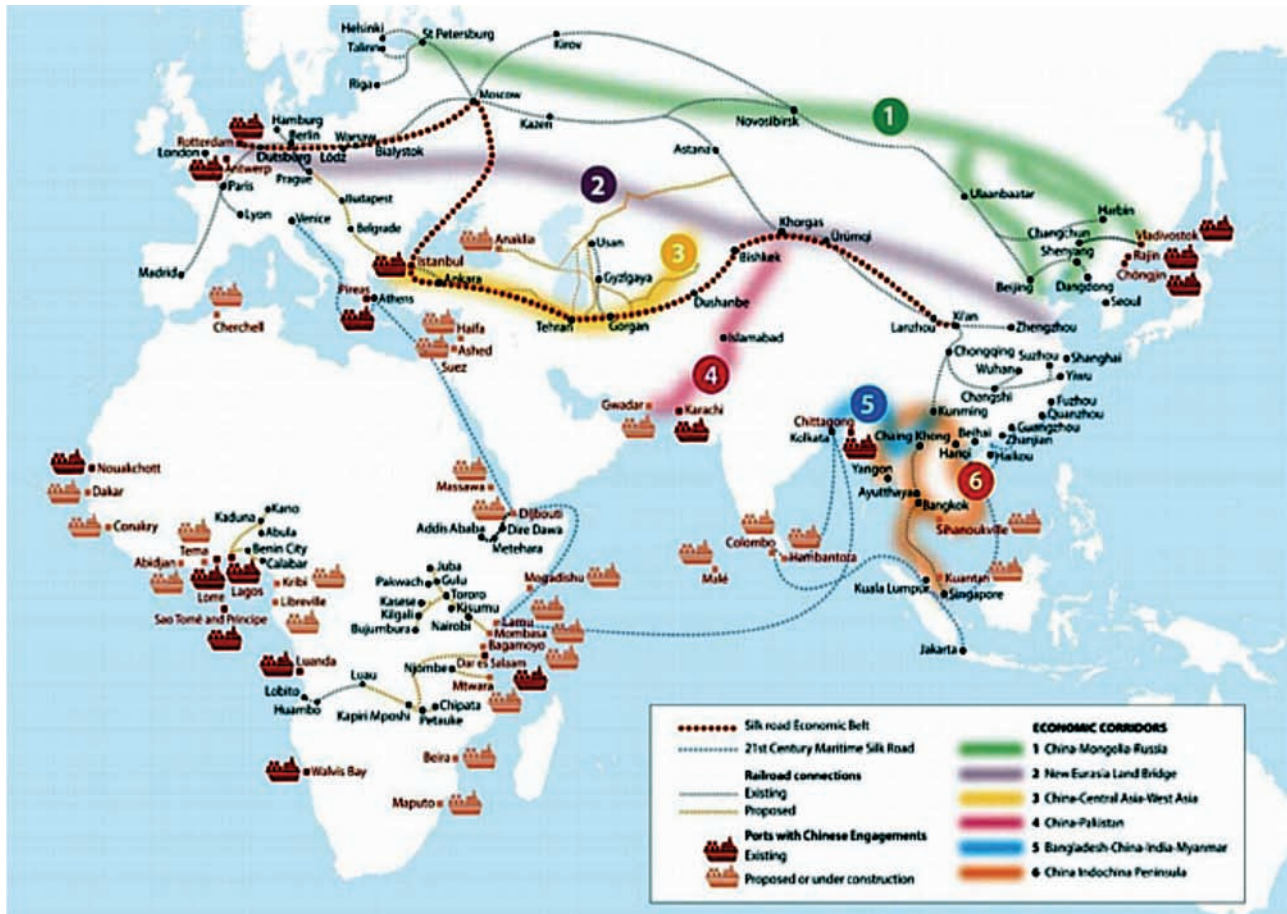 Helsinki
St Petersburg
Kirov
Talinn
Riga
Moscow
Kazen
Novosibirsk
1
Hamburg
Berlin
Rotterdam
Warsaw
London
Dutsborg
Lódz
Bialystok
Antwerp
Prague
Paris
Astana
2
Ulaanbaatar
Budapest
Lyon
Venice
Belgrade
Khorgas
Ürümqi
Harbin
Changchun
Vladivostok
Shenyang
Rajin
Anaklia
Usan
3
Bishkek
Chongjin
Madrid
Istanbul
Ankara
Gyzlgaya
Beijing
Dangdong
Seoul
Pireas
Athens
Dushanbe
Cherchell
Tehran
Gorgan
Lanzhou
Xi'an
Zhengzhou
Haifa
Ashed
Suez
Islamabad
Chongqing
Suzhou
Shanghai
Wuhan
Yiwu
4
Changshi
Gwadar
Karachi
5
Kunming
Fuzhou
Quanzhou
Chittagong
Kolkata
Chaing Khong
Beihai
Guangzhou
Zhanjian
Hanoi
Haikou
Nouakchott
Yangon
6
Dakar
Massawa
Ayutthaya
Bangkok
Conakry
Kano
Kaduna
Abula
Djibouti
Addis Ababa
Dire Dawa
Metehara
Sihanoukville
Tema
Benin City
Abidjan
Calabar
Colombo
Hambantota
Lome
Lagos
Kribi
Juba
Pakwach
Gulu
Mogadishu
Malé
Kuantan
Kuala Lumpur
Singapore
Libreville
Tororo
Kasese
Kisumu
Sao Tomé and Principe
Kilgali
Lamu
Bujumbura
Nairobi
Mombasa
Bagamoyo
Jakarta
Luanda
Dar es Salaam
Luau
Njombe
Mtwara
Lobito
Huambo
Chipata
Kapiri Mposhi
Petauke
Beira
Walvis Bay
Maputo
Silk road Economic Belt
21st Century Maritime Silk Road
Railroad connections
Existing
Proposed
Ports with Chinese Engagements
Existing
Proposed or under construction
ECONOMIC CORRIDORS
1 China-Mongolia-Russia
2 New Eurasia Land Bridge
3 China-Central Asia-West Asia
4 China-Pakistan
5 Bangladesh-China-India-Myanmar
6 China Indochina Peninsula